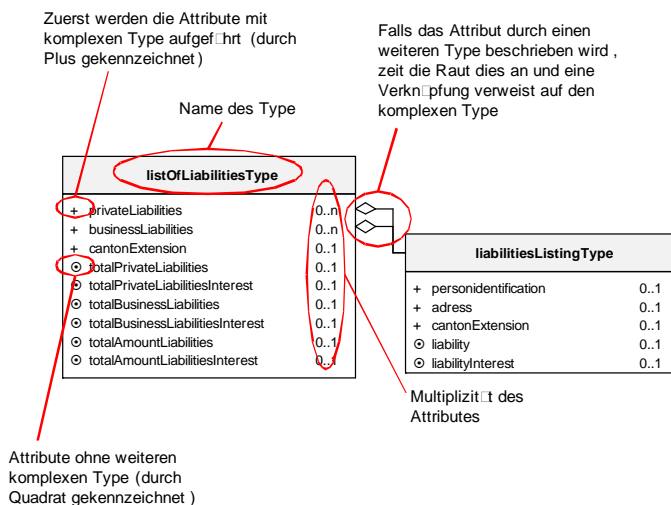 Zuerst werden die Attribute mit
komplexen Type aufgef□hrt (durch
Plus gekennzeichnet)
Falls das Attribut durch einen
weiteren Type beschrieben wird ,
zeit die Raut dies an und eine
Verkn□pfung verweist auf den
komplexen Type
Name des Type
listOfLiabilitiesType
+ privateLiabilities 0..n
+ businessLiabilities 0..n
+ cantonExtension 0..1
⊙ totalPrivateLiabilities 0..1
⊙ totalPrivateLiabilitiesInterest 0..1
⊙ totalBusinessLiabilities 0..1
⊙ totalBusinessLiabilitiesInterest 0..1
⊙ totalAmountLiabilities 0..1
⊙ totalAmountLiabilitiesInterest 0..1
liabilitiesListingType
+ personidentification 0..1
+ adress 0..1
+ cantonExtension 0..1
⊙ liability 0..1
⊙ liabilityInterest 0..1
Multiplizit□t des
Attributes
Attribute ohne weiteren
komplexen Type (durch
Quadrat gekennzeichnet )